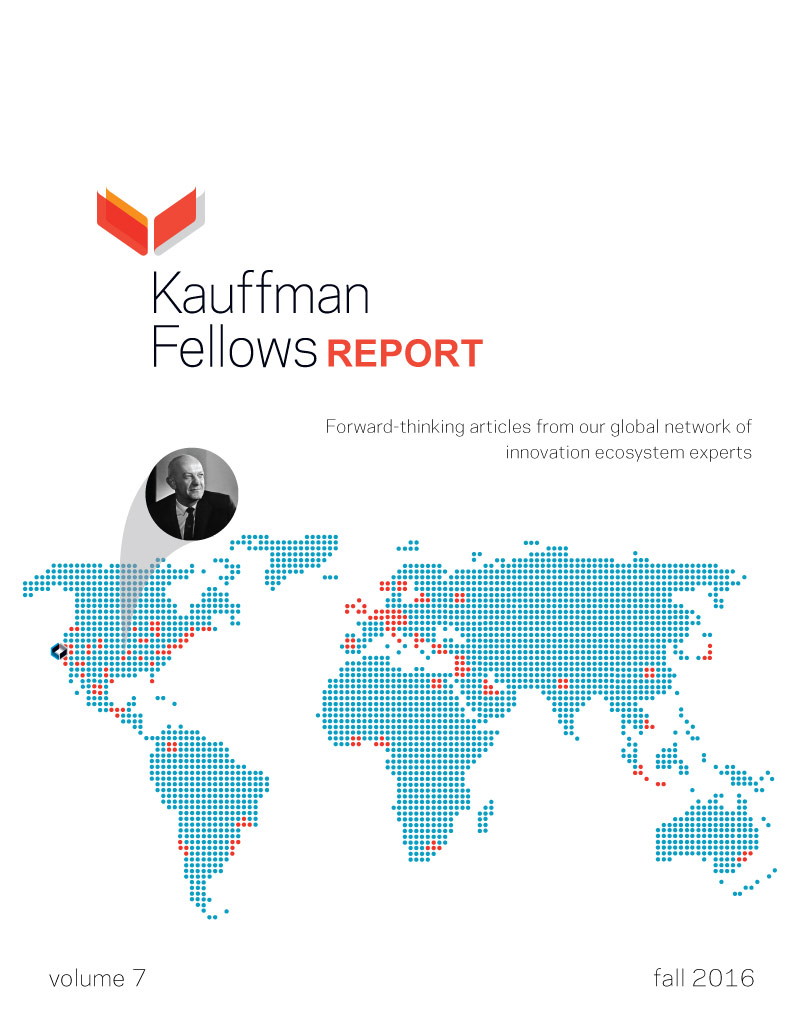 Kauffman
Fellows REPORT
Forward-thinking articles from our global network of
innovation ecosystem experts
volume 7
fall 2016